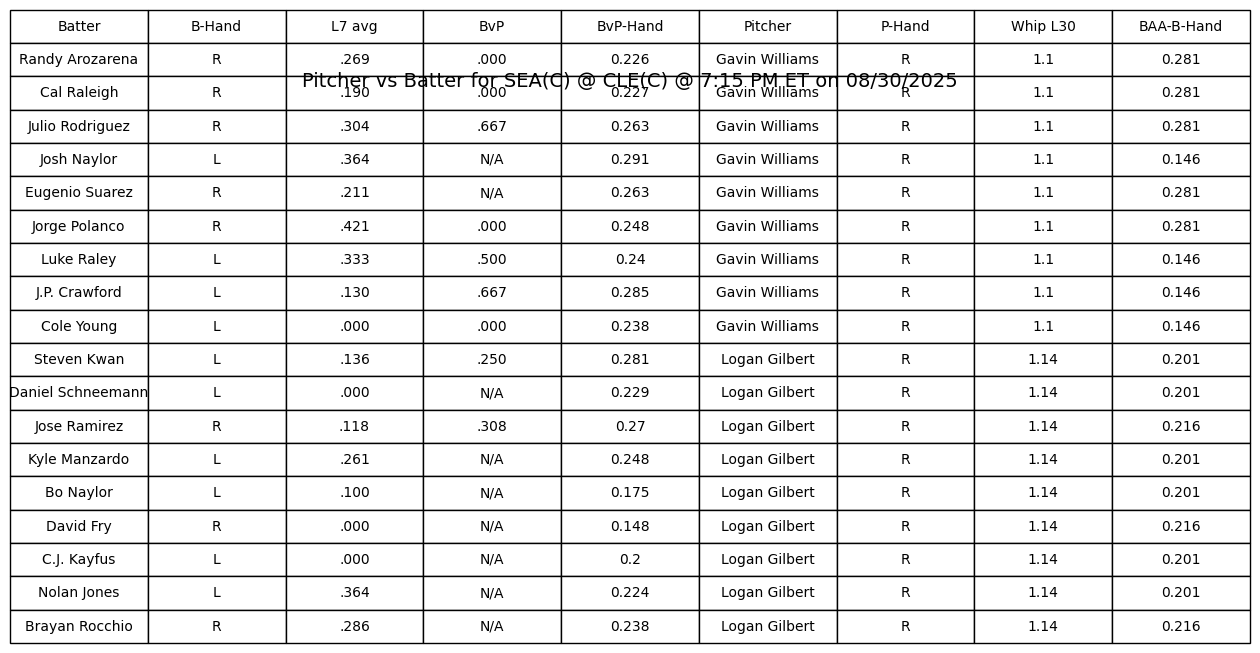 Batter B-Hand L7 avg BvP BvP-Hand Pitcher P-Hand Whip L30 BAA-B-Hand
Randy Arozarena R .269 .000 0.226 Gavin Williams R 1.1 0.281
Pitcher vs Batter for SEA(C) @ CLE(C) @ 7:15 PM ET on 08/30/2025
Cal Raleigh R .190 .000 0.227 Gavin Williams R 1.1 0.281
Julio Rodriguez R .304 .667 0.263 Gavin Williams R 1.1 0.281
Josh Naylor L .364 N/A 0.291 Gavin Williams R 1.1 0.146
Eugenio Suarez R .211 N/A 0.263 Gavin Williams R 1.1 0.281
Jorge Polanco R .421 .000 0.248 Gavin Williams R 1.1 0.281
Luke Raley L .333 .500 0.24 Gavin Williams R 1.1 0.146
J.P. Crawford L .130 .667 0.285 Gavin Williams R 1.1 0.146
Cole Young L .000 .000 0.238 Gavin Williams R 1.1 0.146
Steven Kwan L .136 .250 0.281 Logan Gilbert R 1.14 0.201
Daniel Schneemann L .000 N/A 0.229 Logan Gilbert R 1.14 0.201
Jose Ramirez R .118 .308 0.27 Logan Gilbert R 1.14 0.216
Kyle Manzardo L .261 N/A 0.248 Logan Gilbert R 1.14 0.201
Bo Naylor L .100 N/A 0.175 Logan Gilbert R 1.14 0.201
David Fry R .000 N/A 0.148 Logan Gilbert R 1.14 0.216
C.J. Kayfus L .000 N/A 0.2 Logan Gilbert R 1.14 0.201
Nolan Jones L .364 N/A 0.224 Logan Gilbert R 1.14 0.201
Brayan Rocchio R .286 N/A 0.238 Logan Gilbert R 1.14 0.216